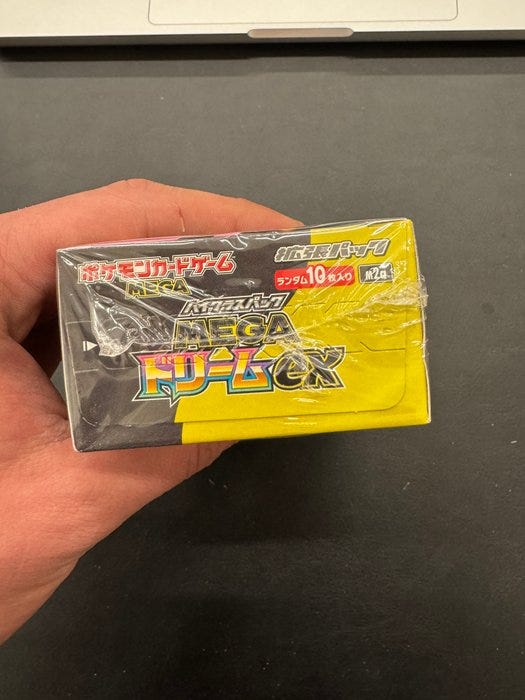 ポケモンカードゲーム
MEGA
拡張パック
ランダム10枚入り
M2a
ハイクラスパック
MEGA
ドリームex